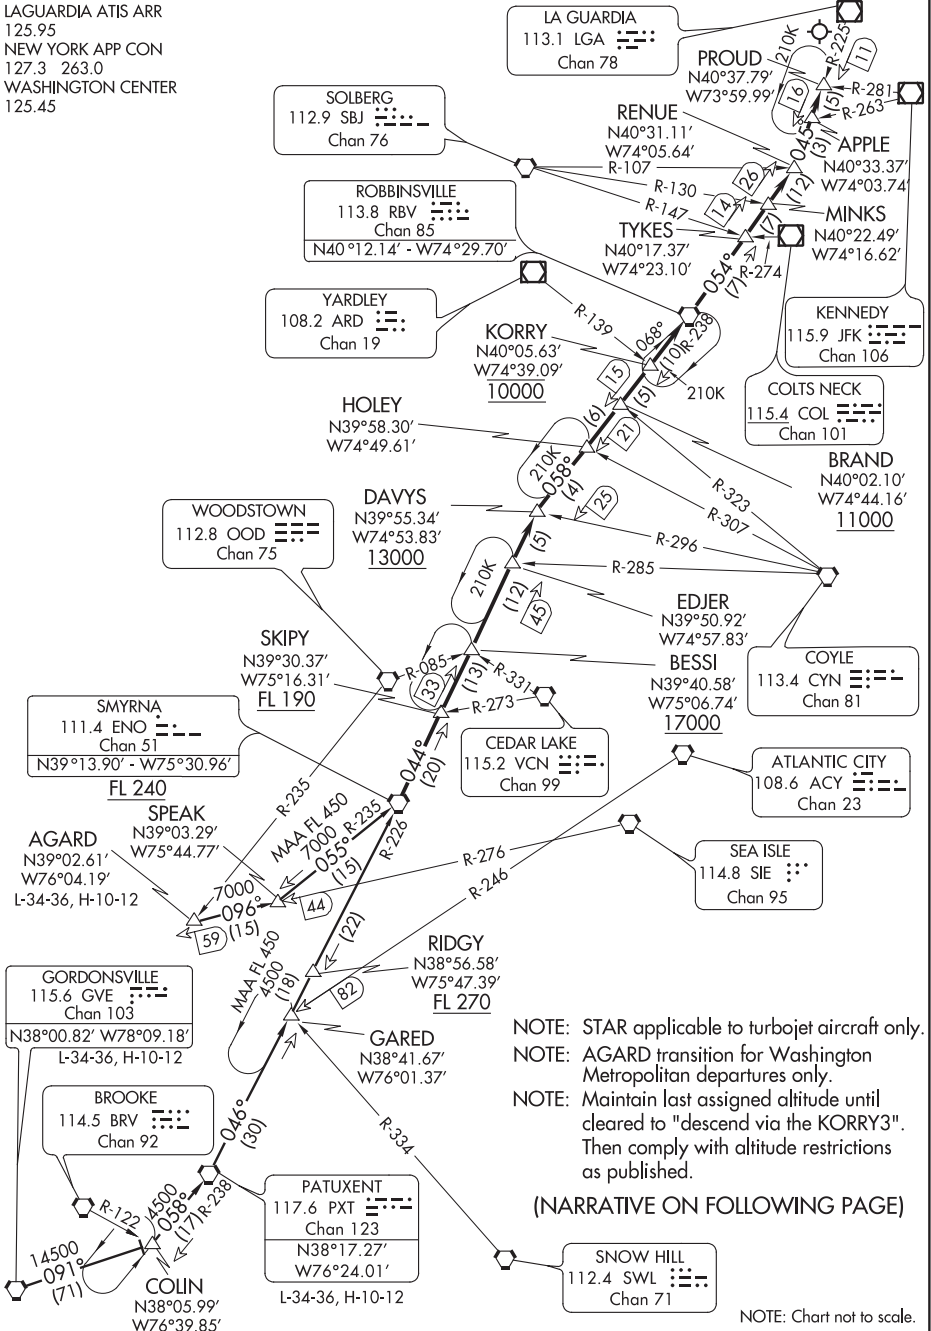 LAGUARDIA ATIS ARR
125.95
NEW YORK APP CON
127.3 263.0
WASHINGTON CENTER
125.45
LA GUARDIA
113.1 LGA
Chan 78
210K
R-225
11
PROUD
N40°37.79'
W73°59.99'
16
(5)
R-281
R-263
SOLBERG
112.9 SBJ
Chan 76
RENUE
N40°31.11'
W74°05.64'
045°
(3)
APPLE
N40°33.37'
W74°03.74'
R-107
R-130
R-147
26
(12)
14
ROBBINSVILLE
113.8 RBV
Chan 85
N40°12.14' - W74°29.70'
TYKES
N40°17.37'
W74°23.10'
(7)
MINKS
N40°22.49'
W74°16.62'
R-274
054°
(7)
YARDLEY
108.2 ARD
Chan 19
R-139
KORRY
N40°05.63'
W74°39.09'
10000
068°
(10)
R-238
210K
KENNEDY
115.9 JFK
Chan 106
COLTS NECK
115.4 COL
Chan 101
15
(5)
(6)
21
HOLEY
N39°58.30'
W74°49.61'
BRAND
N40°02.10'
W74°44.16'
11000
210K
058°
(4)
25
R-323
R-307
R-296
R-285
DAVYS
N39°55.34'
W74°53.83'
13000
WOODSTOWN
112.8 OOD
Chan 75
(5)
210K
(12)
45
EDJER
N39°50.92'
W74°57.83'
SKIPY
N39°30.37'
W75°16.31'
FL 190
R-085
33
(13)
R-331
R-273
BESSI
N39°40.58'
W75°06.74'
17000
COYLE
113.4 CYN
Chan 81
SMYRNA
111.4 ENO
Chan 51
N39°13.90' - W75°30.96'
FL 240
044°
(20)
CEDAR LAKE
115.2 VCN
Chan 99
ATLANTIC CITY
108.6 ACY
Chan 23
R-235
SPEAK
N39°03.29'
W75°44.77'
MAA FL 450
7000
055°
(15)
R-235
R-226
AGARD
N39°02.61'
W76°04.19'
L-34-36, H-10-12
7000
096°
(15)
59
44
R-276
R-246
SEA ISLE
114.8 SIE
Chan 95
(22)
MAA FL 450
4500
(18)
82
RIDGY
N38°56.58'
W75°47.39'
FL 270
GORDONSVILLE
115.6 GVE
Chan 103
N38°00.82' W78°09.18'
L-34-36, H-10-12
GARED
N38°41.67'
W76°01.37'
NOTE: STAR applicable to turbojet aircraft only.
NOTE: AGARD transition for Washington
Metropolitan departures only.
NOTE: Maintain last assigned altitude until
cleared to "descend via the KORRY3".
Then comply with altitude restrictions
as published.
(NARRATIVE ON FOLLOWING PAGE)
BROOKE
114.5 BRV
Chan 92
046°
(30)
R-334
R-122
4500
058°
(17)
R-238
PATUXENT
117.6 PXT
Chan 123
N38°17.27'
W76°24.01'
L-34-36, H-10-12
14500
091°
(71)
COLIN
N38°05.99'
W76°39.85'
SNOW HILL
112.4 SWL
Chan 71
NOTE: Chart not to scale.